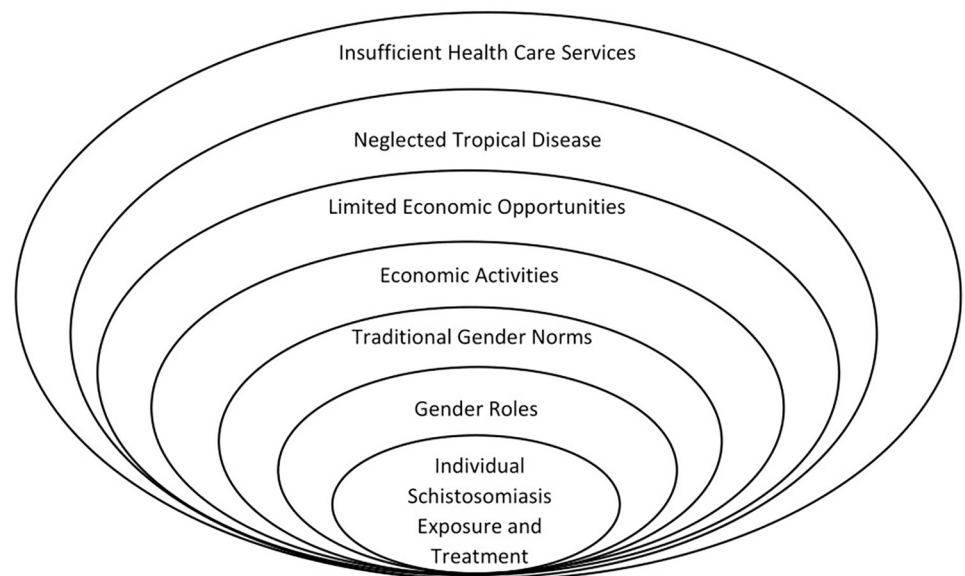 Insufficient Health Care Services
Neglected Tropical Disease
Limited Economic Opportunities
Economic Activities
Traditional Gender Norms
Gender Roles
Individual
Schistosomiasis
Exposure and
Treatment